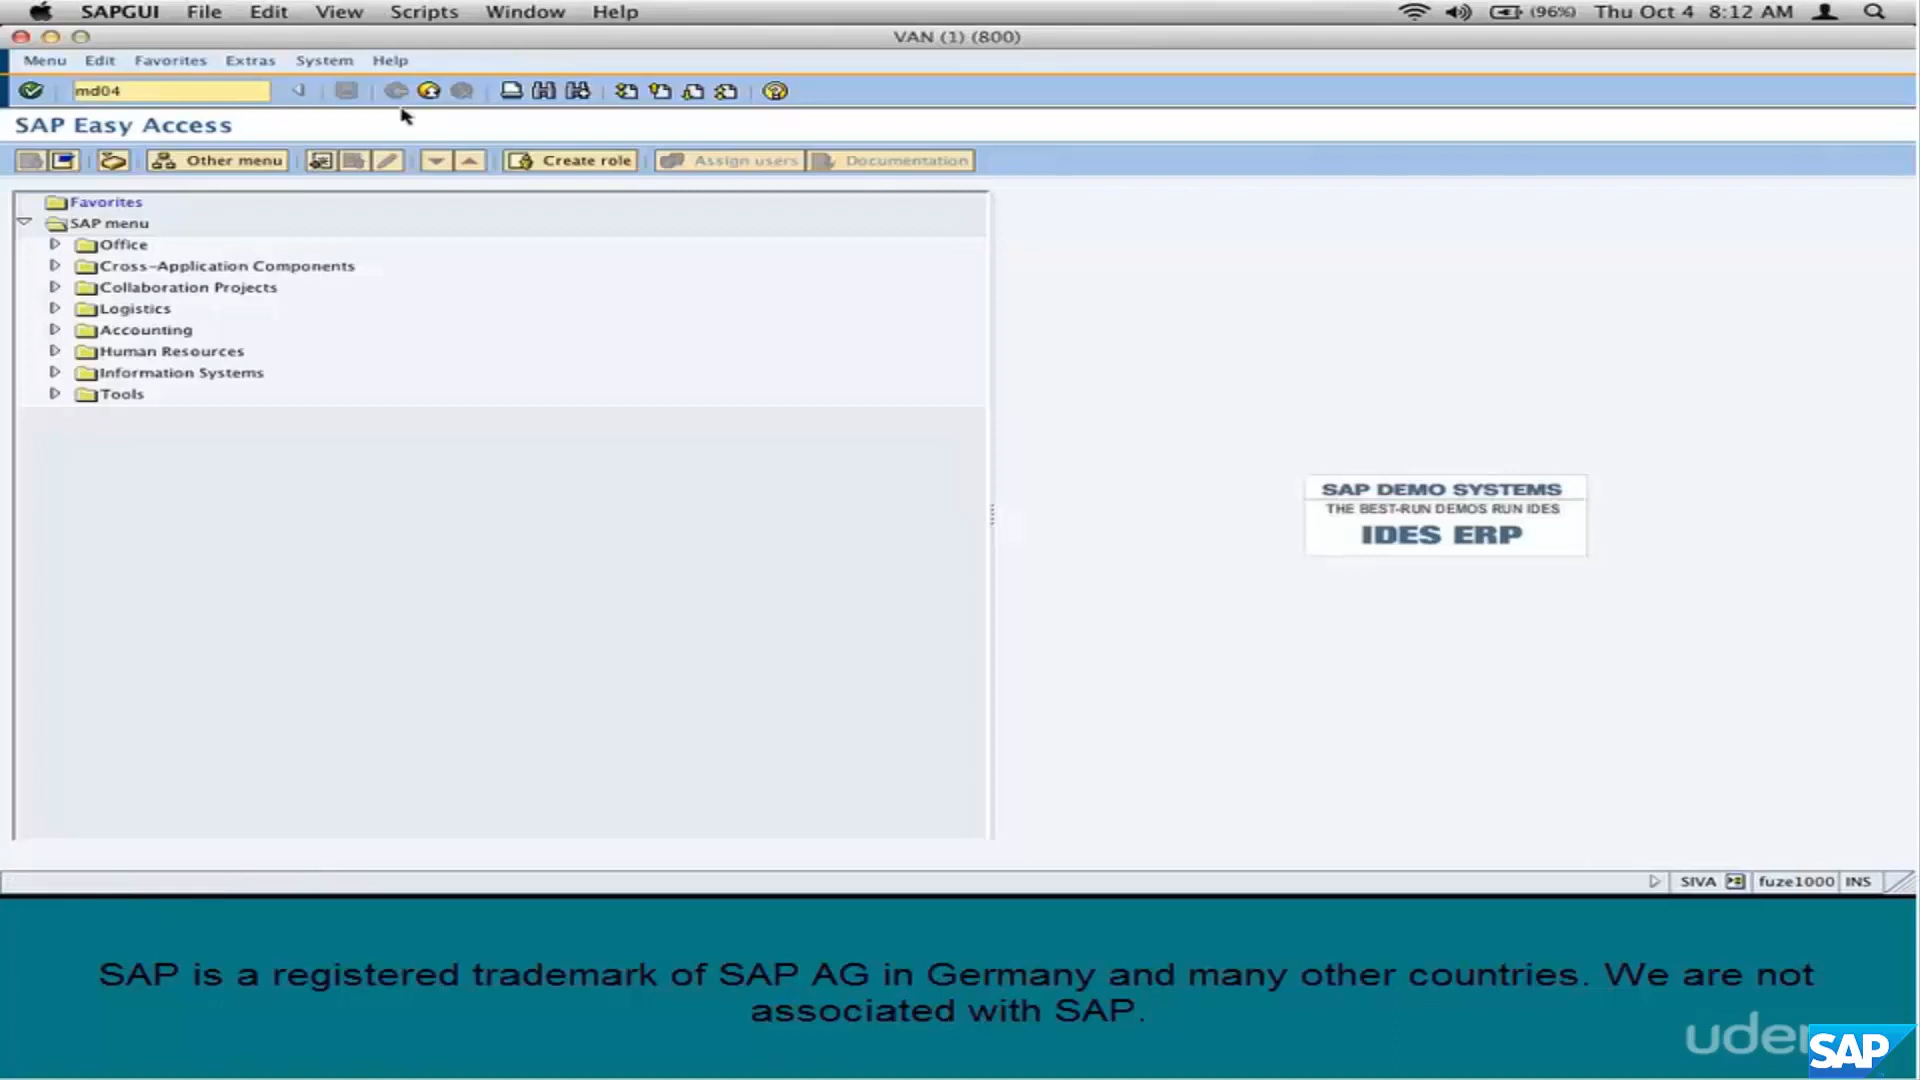 SAPGUI File Edit View Scripts Window Help (96%) Thu Oct 4 8:12 AM
VAN (1) (800)
Menu Edit Favorites Extras System Help
md04
SAP Easy Access
Other menu Create role Assign users Documentation
Favorites
SAP menu
Office
Cross-Application Components
Collaboration Projects
Logistics
Accounting
Human Resources
Information Systems
Tools
SAP DEMO SYSTEMS
THE BEST-RUN DEMOS RUN IDES
IDES ERP
SIVA fuze1000 INS
SAP is a registered trademark of SAP AG in Germany and many other countries. We are not
associated with SAP.
SAP